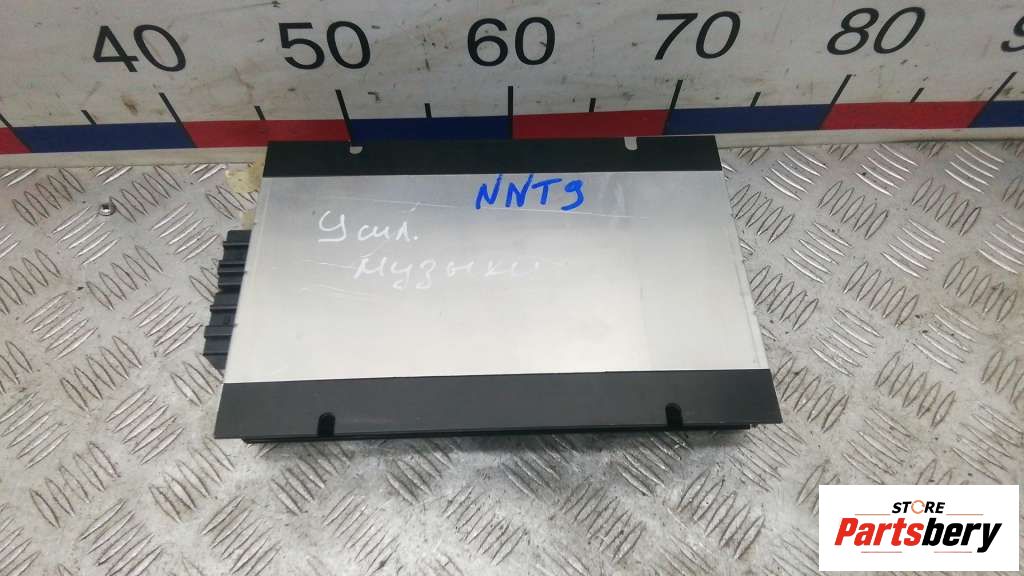 40 50 60 70 80
NNT9
Усил.
музыки
STORE
Partsbery